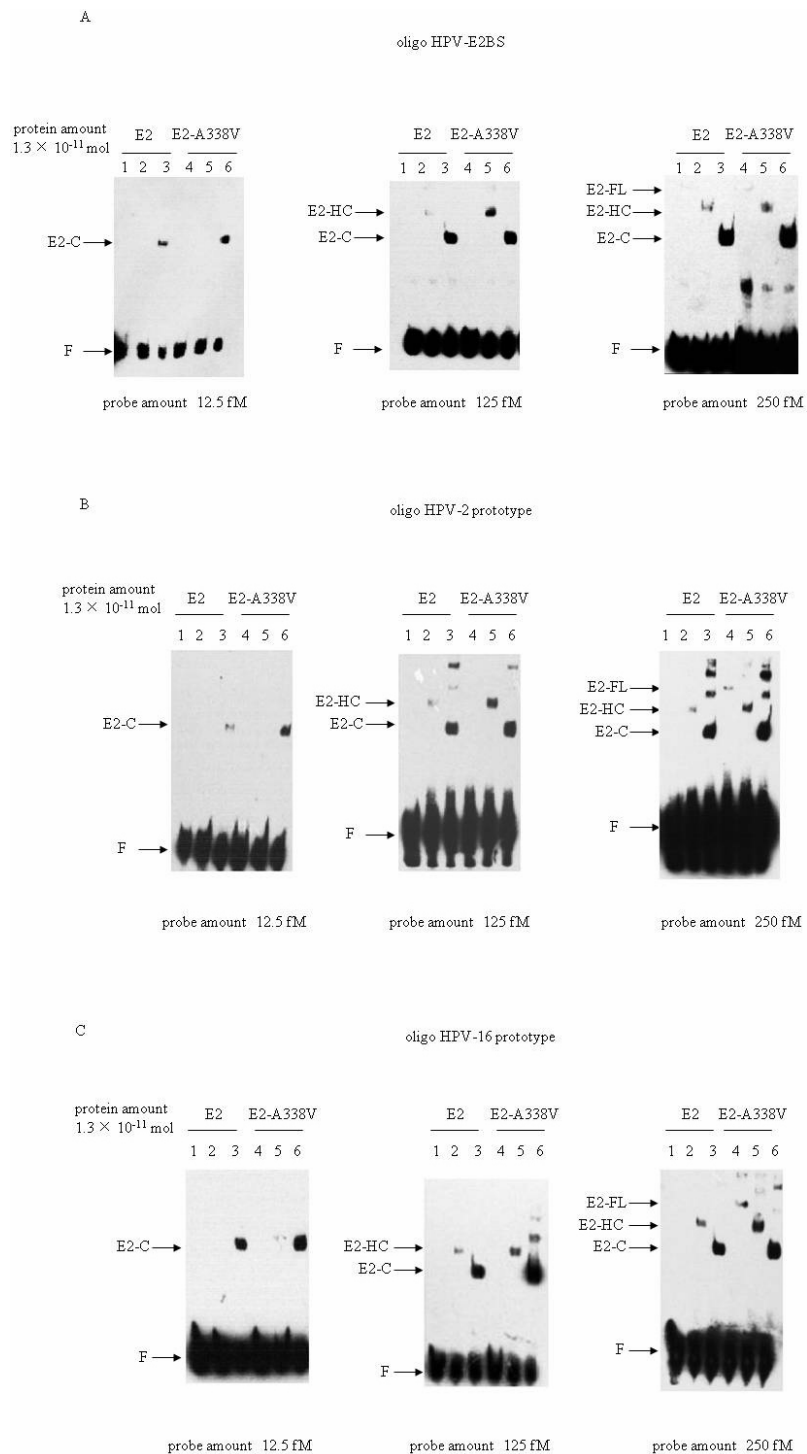 A
oligo HPV-E2BS
protein amount
1.3 × 10-11 mol
E2 E2-A338V
1 2 3 4 5 6
E2-C
F
probe amount 12.5 fM
E2 E2-A338V
1 2 3 4 5 6
E2-HC
E2-C
F
probe amount 125 fM
E2 E2-A338V
1 2 3 4 5 6
E2-FL
E2-HC
E2-C
F
probe amount 250 fM
B
oligo HPV-2 prototype
protein amount
1.3 × 10-11 mol
E2 E2-A338V
1 2 3 4 5 6
E2-C
F
probe amount 12.5 fM
E2 E2-A338V
1 2 3 4 5 6
E2-HC
E2-C
F
probe amount 125 fM
E2 E2-A338V
1 2 3 4 5 6
E2-FL
E2-HC
E2-C
F
probe amount 250 fM
C
oligo HPV-16 prototype
protein amount
1.3 × 10-11 mol
E2 E2-A338V
1 2 3 4 5 6
E2-C
F
probe amount 12.5 fM
E2 E2-A338V
1 2 3 4 5 6
E2-HC
E2-C
F
probe amount 125 fM
E2 E2-A338V
1 2 3 4 5 6
E2-FL
E2-HC
E2-C
F
probe amount 250 fM